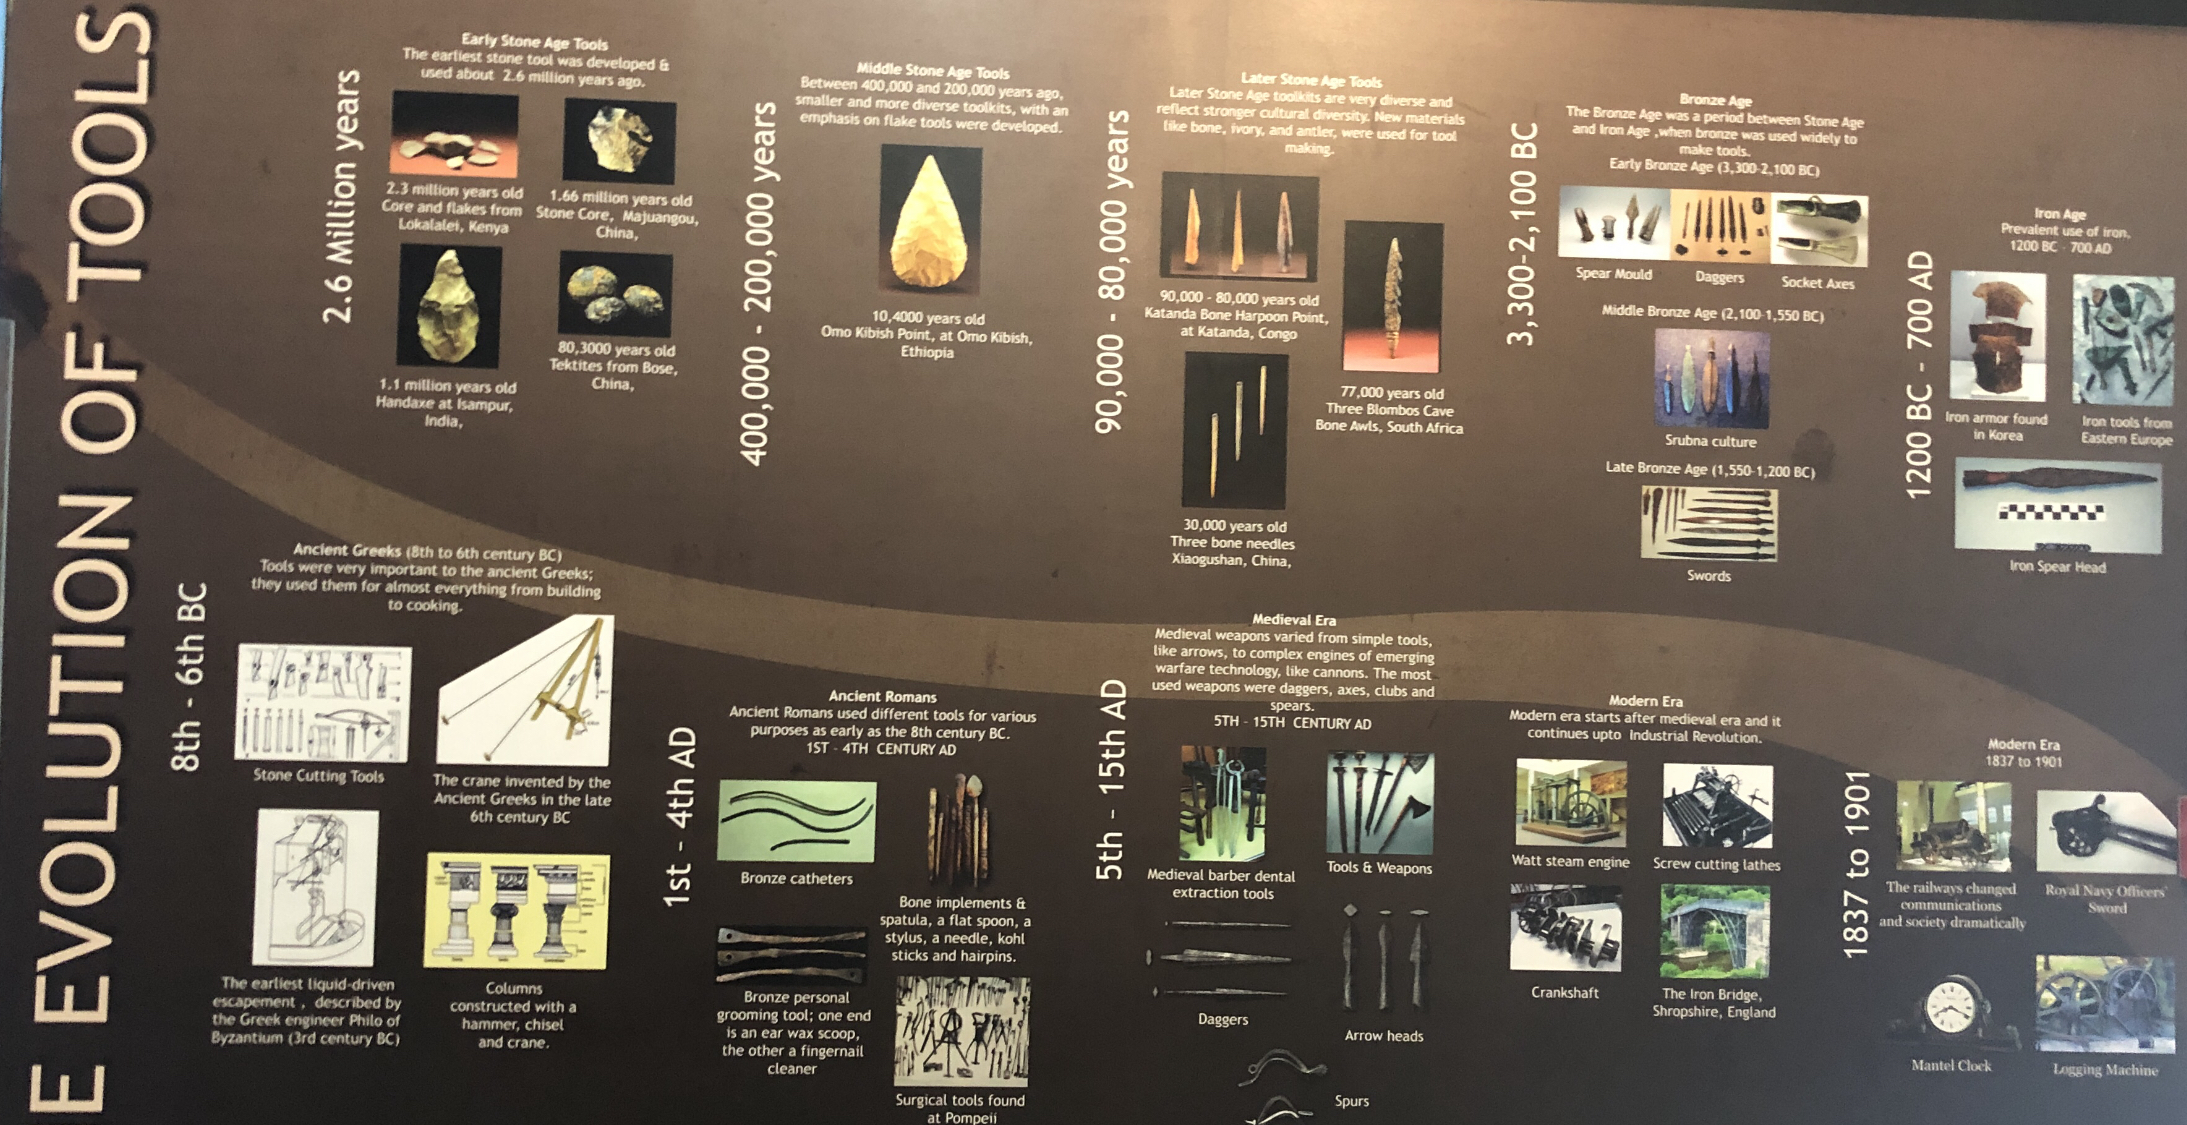 E EVOLUTION OF TOOLS
2.6 Million years
Early Stone Age Tools
The earliest stone tool was developed &
used about 2.6 million years ago.
2.3 million years old
Core and flakes from
Lokalalei, Kenya
1.66 million years old
Stone Core, Majuangou,
China,
1.1 million years old
Handaxe at Isampur,
India,
80,3000 years old
Tektites from Bose,
China,
400,000 - 200,000 years
Middle Stone Age Tools
Between 400,000 and 200,000 years ago,
smaller and more diverse toolkits, with an
emphasis on flake tools were developed.
10,4000 years old
Omo Kibish Point, at Omo Kibish,
Ethiopia
90,000 - 80,000 years
Later Stone Age Tools
Later Stone Age toolkits are very diverse and
reflect stronger cultural diversity. New materials
like bone, ivory, and antler, were used for tool
making.
90,000 - 80,000 years old
Katanda Bone Harpoon Point,
at Katanda, Congo
77,000 years old
Three Blombos Cave
Bone Awls, South Africa
30,000 years old
Three bone needles
Xiaogushan, China,
3,300-2,100 BC
Bronze Age
The Bronze Age was a period between Stone Age
and Iron Age ,when bronze was used widely to
make tools.
Early Bronze Age (3,300-2,100 BC)
Spear Mould
Daggers
Socket Axes
Middle Bronze Age (2,100-1,550 BC)
Srubna culture
Late Bronze Age (1,550-1,200 BC)
Swords
1200 BC - 700 AD
Iron Age
Prevalent use of iron.
1200 BC - 700 AD
Iron armor found
in Korea
Iron tools from
Eastern Europe
Iron Spear Head
8th - 6th BC
Ancient Greeks (8th to 6th century BC)
Tools were very important to the ancient Greeks;
they used them for almost everything from building
to cooking.
Stone Cutting Tools
The crane invented by the
Ancient Greeks in the late
6th century BC
The earliest liquid-driven
escapement , described by
the Greek engineer Philo of
Byzantium (3rd century BC)
Columns
constructed with a
hammer, chisel
and crane.
1st - 4th AD
Ancient Romans
Ancient Romans used different tools for various
purposes as early as the 8th century BC.
1ST - 4TH CENTURY AD
Bronze catheters
Bone implements &
spatula, a flat spoon, a
stylus, a needle, kohl
sticks and hairpins.
Bronze personal
grooming tool; one end
is an ear wax scoop,
the other a fingernail
cleaner
Surgical tools found
at Pompeii
5th - 15th AD
Medieval Era
Medieval weapons varied from simple tools,
like arrows, to complex engines of emerging
warfare technology, like cannons. The most
used weapons were daggers, axes, clubs and
spears.
5TH - 15TH CENTURY AD
Medieval barber dental
extraction tools
Tools & Weapons
Daggers
Arrow heads
Spurs
Modern Era
Modern era starts after medieval era and it
continues upto Industrial Revolution.
Watt steam engine
Screw cutting lathes
Crankshaft
The Iron Bridge,
Shropshire, England
1837 to 1901
Modern Era
1837 to 1901
The railways changed
communications
and society dramatically
Royal Navy Officers'
Sword
Mantel Clock
Logging Machine